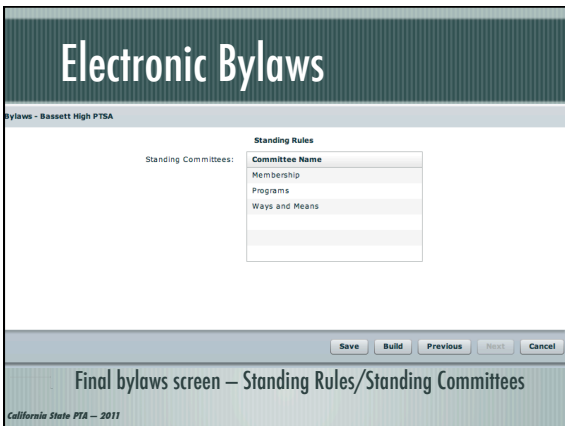 Electronic Bylaws
Bylaws - Bassett High PTSA
Standing Rules
Standing Committees:
Committee Name
Membership
Programs
Ways and Means
Save Build Previous Next Cancel
Final bylaws screen – Standing Rules/Standing Committees
California State PTA – 2011